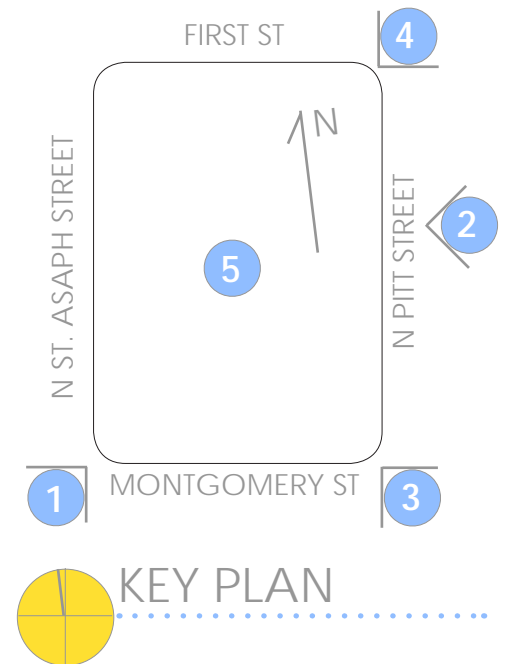 FIRST ST
4
N
N ST. ASAPH STREET
N PITT STREET
2
5
1
MONTGOMERY ST
3
KEY PLAN